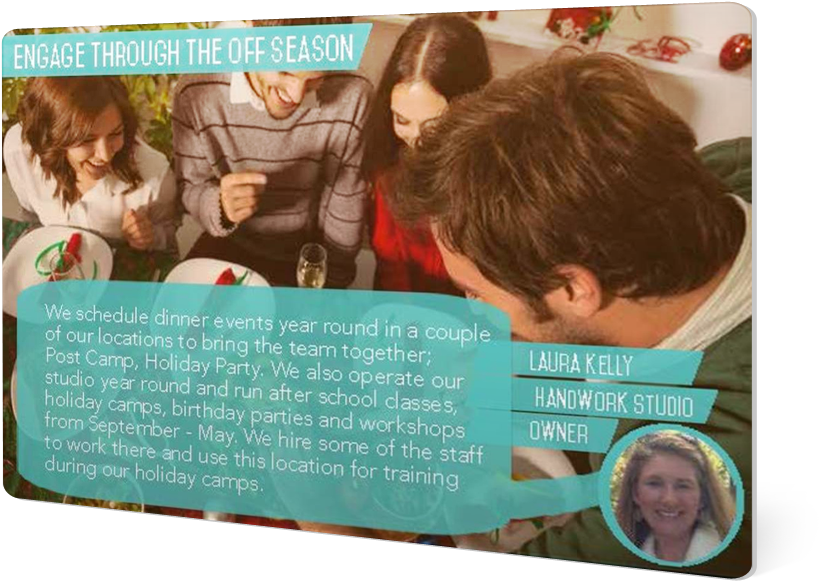 ENGAGE THROUGH THE OFF SEASON
We schedule dinner events year round in a couple
of our locations to bring the team together;
Post Camp, Holiday Party. We also operate our
studio year round and run after school classes,
holiday camps, birthday parties and workshops
from September - May. We hire some of the staff
to work there and use this location for training
during our holiday camps.
LAURA KELLY
HANDWORK STUDIO
OWNER